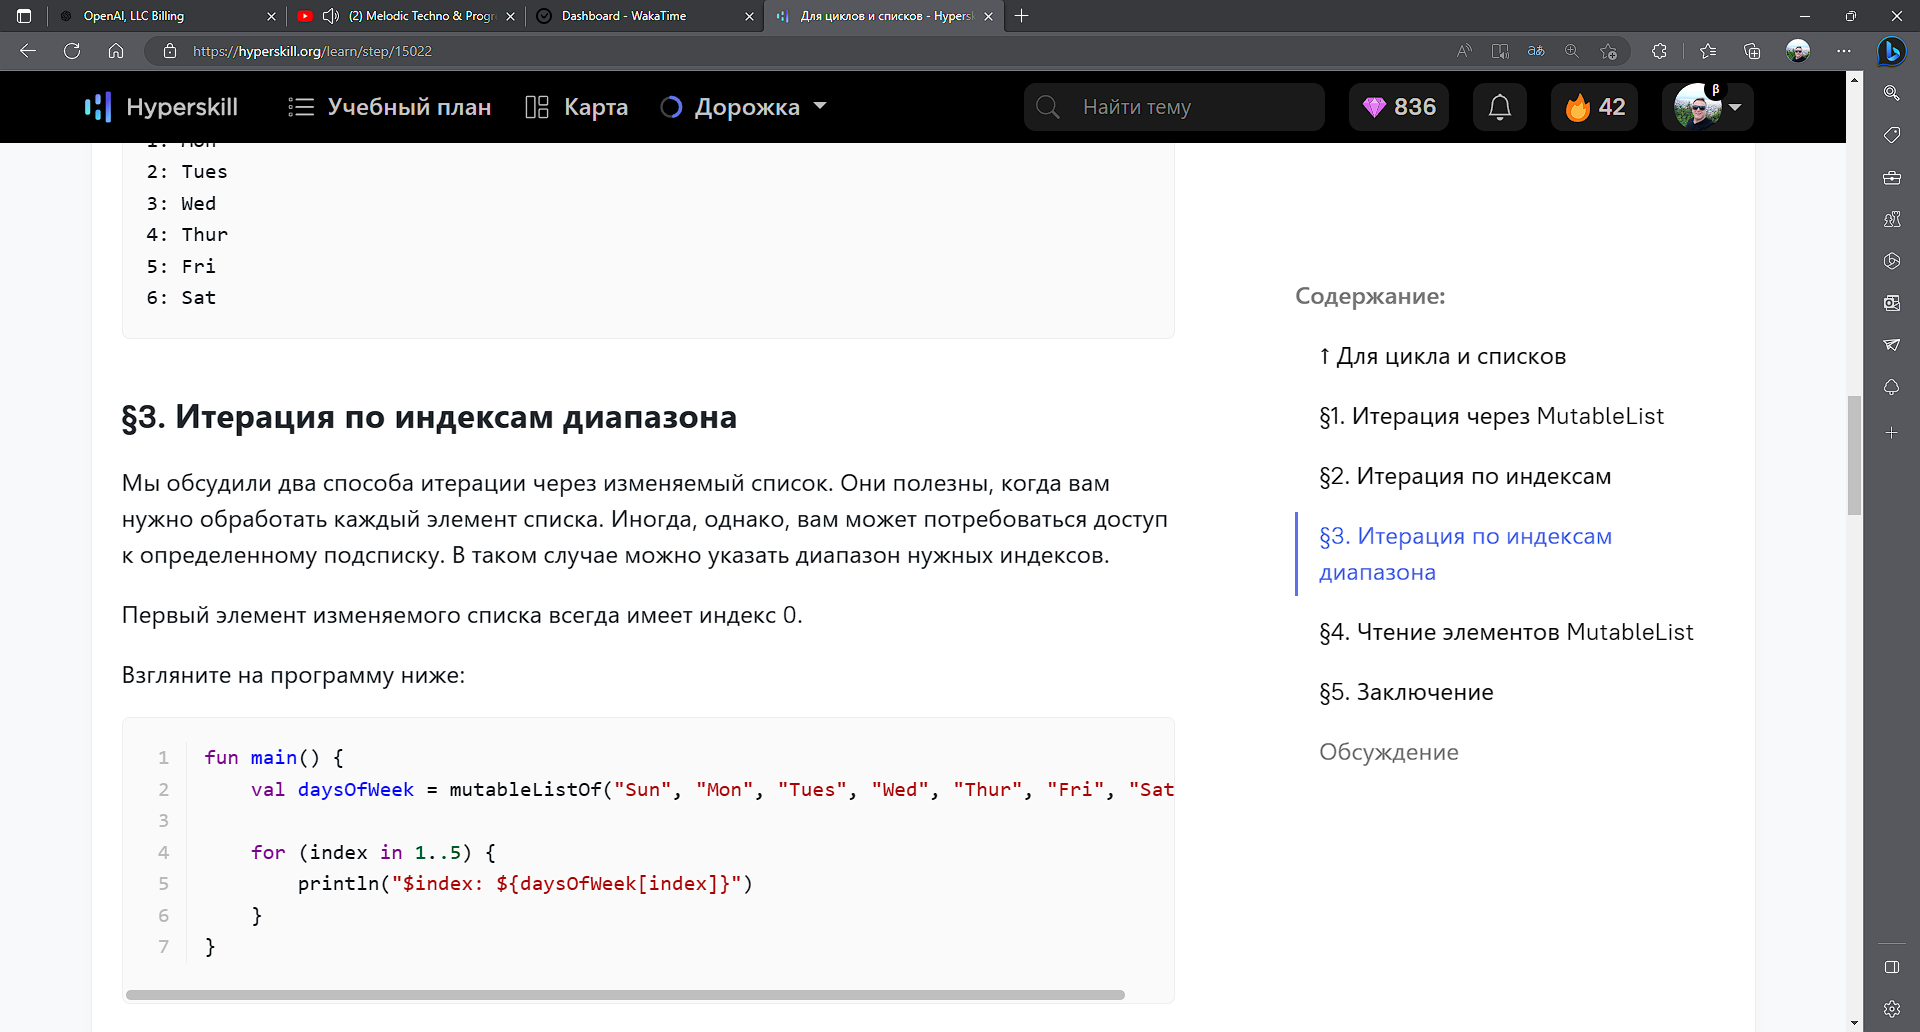 OpenAI, LLC Billing
(2) Melodic Techno & Progr
Dashboard - WakaTime
Для циклов и списков - Hypersk
https://hyperskill.org/learn/step/15022
Hyperskill
Учебный план
Карта
Дорожка
Найти тему
836
42
β
1: Mon
2: Tues
3: Wed
4: Thur
5: Fri
6: Sat
§3. Итерация по индексам диапазона
Мы обсудили два способа итерации через изменяемый список. Они полезны, когда вам
нужно обработать каждый элемент списка. Иногда, однако, вам может потребоваться доступ
к определенному подсписку. В таком случае можно указать диапазон нужных индексов.
Первый элемент изменяемого списка всегда имеет индекс 0.
Взгляните на программу ниже:
1 fun main() {
2 val daysOfWeek = mutableListOf("Sun", "Mon", "Tues", "Wed", "Thur", "Fri", "Sat
3
4 for (index in 1..5) {
5 println("$index: ${daysOfWeek[index]}")
6 }
7 }
Содержание:
↑ Для цикла и списков
§1. Итерация через MutableList
§2. Итерация по индексам
§3. Итерация по индексам
диапазона
§4. Чтение элементов MutableList
§5. Заключение
Обсуждение